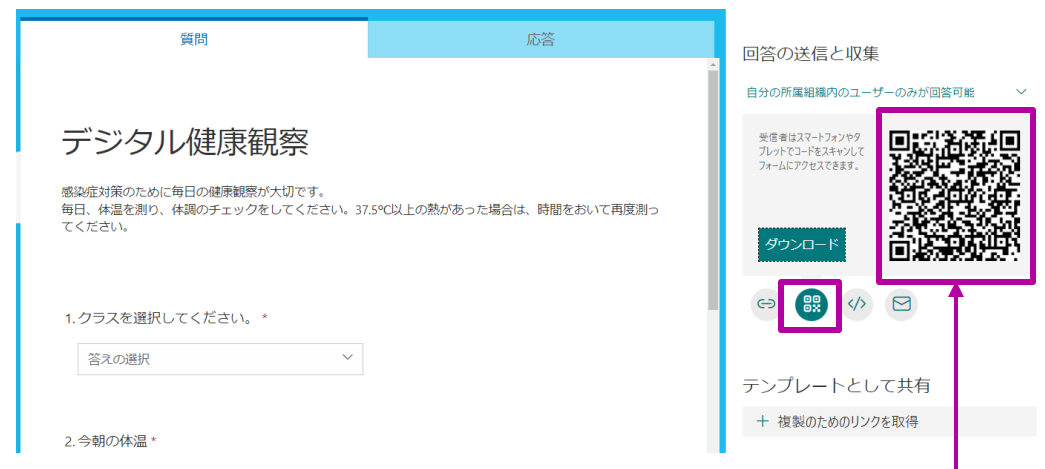 質問
応答
デジタル健康観察
感染症対策のために毎日の健康観察が大切です。
毎日、体温を測り、体調のチェックをしてください。37.5℃以上の熱があった場合は、時間をおいて再度測っ
てください。
1. クラスを選択してください。 *
答えの選択
2. 今朝の体温 *
回答の送信と収集
自分の所属組織内のユーザーのみが回答可能
受信者はスマートフォンやタ
ブレットでコードをスキャンして
フォームにアクセスできます。
ダウンロード
</>
テンプレートとして共有
+ 複製のためのリンクを取得